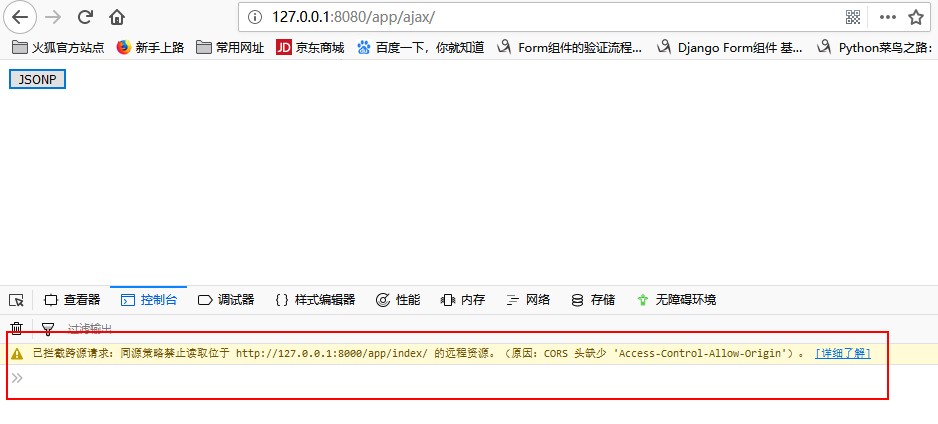 127.0.0.1:8080/app/ajax/
火狐官方站点 新手上路 常用网址 JD 京东商城 百度一下，你就知道 Form组件的验证流程... Django Form组件 基... Python菜鸟之路:
JSONP
查看器 控制台 调试器 {} 样式编辑器 性能 内存 网络 存储 无障碍环境
过滤输出
已拦截跨源请求：同源策略禁止读取位于 http://127.0.0.1:8000/app/index/ 的远程资源。（原因：CORS 头缺少 'Access-Control-Allow-Origin'）。 [详细了解]